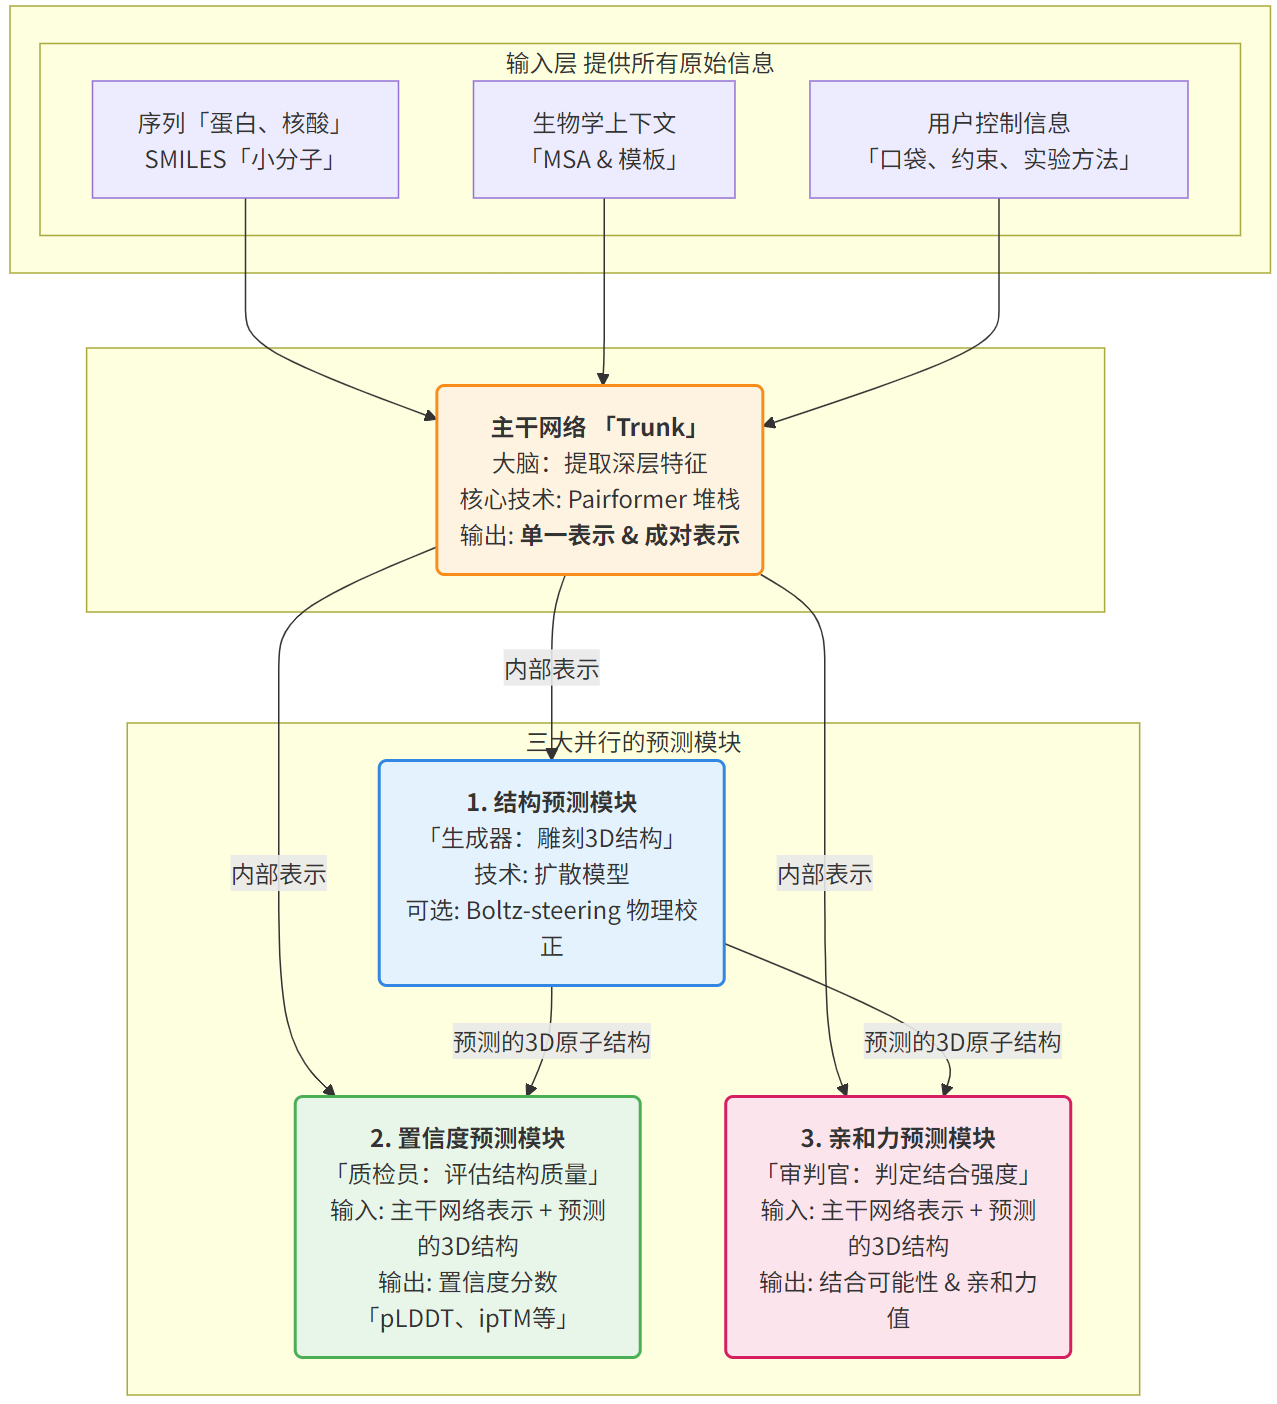 输入层 提供所有原始信息
序列「蛋白、核酸」
SMILES「小分子」
生物学上下文
「MSA & 模板」
用户控制信息
「口袋、约束、实验方法」
主干网络 「Trunk」
大脑：提取深层特征
核心技术: Pairformer 堆栈
输出: 单一表示 & 成对表示
内部表示
三大并行的预测模块
1. 结构预测模块
「生成器：雕刻3D结构」
技术: 扩散模型
可选: Boltz-steering 物理校
正
内部表示
内部表示
预测的3D原子结构
预测的3D原子结构
2. 置信度预测模块
「质检员：评估结构质量」
输入: 主干网络表示 + 预测
的3D结构
输出: 置信度分数
「pLDDT、ipTM等」
3. 亲和力预测模块
「审判官：判定结合强度」
输入: 主干网络表示 + 预测
的3D结构
输出: 结合可能性 & 亲和力
值